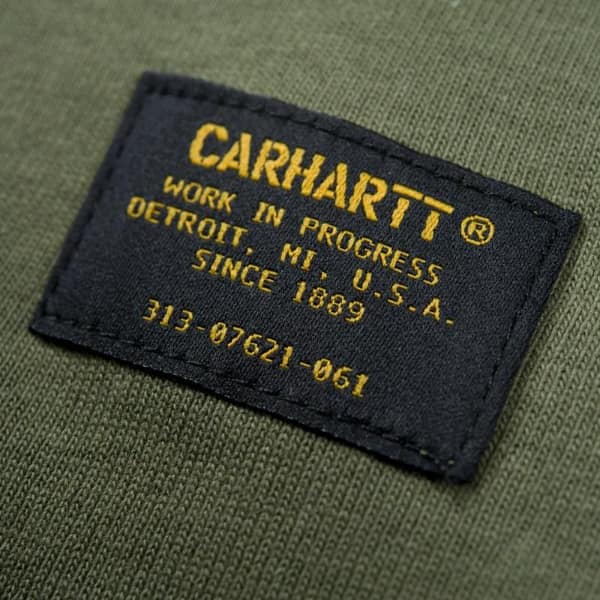 CARHARTT®
WORK IN PROGRESS
DETROIT, MI, U.S.A.
SINCE 1889
313-07621-061